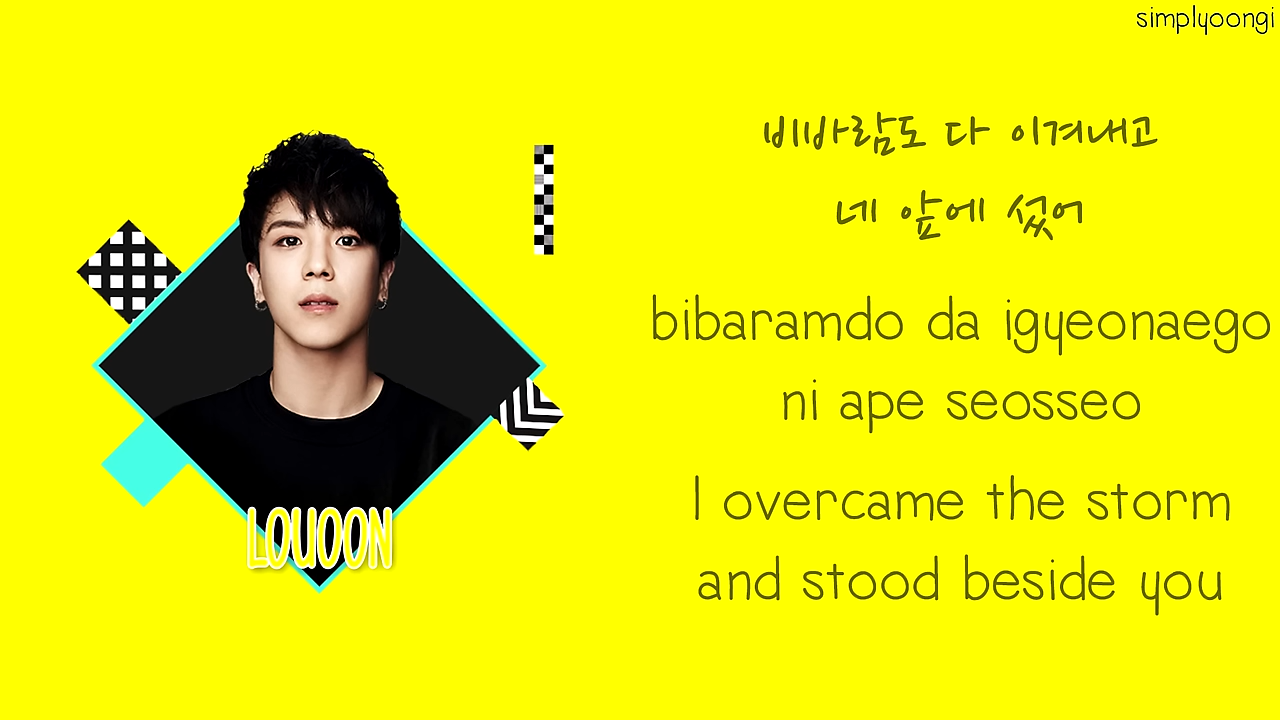 simplyoongi
비바람도 다 이겨내고
네 앞에 섰어
bibaramdo da igyeonaego
ni ape seosseo
I overcame the storm
and stood beside you
LOUOON